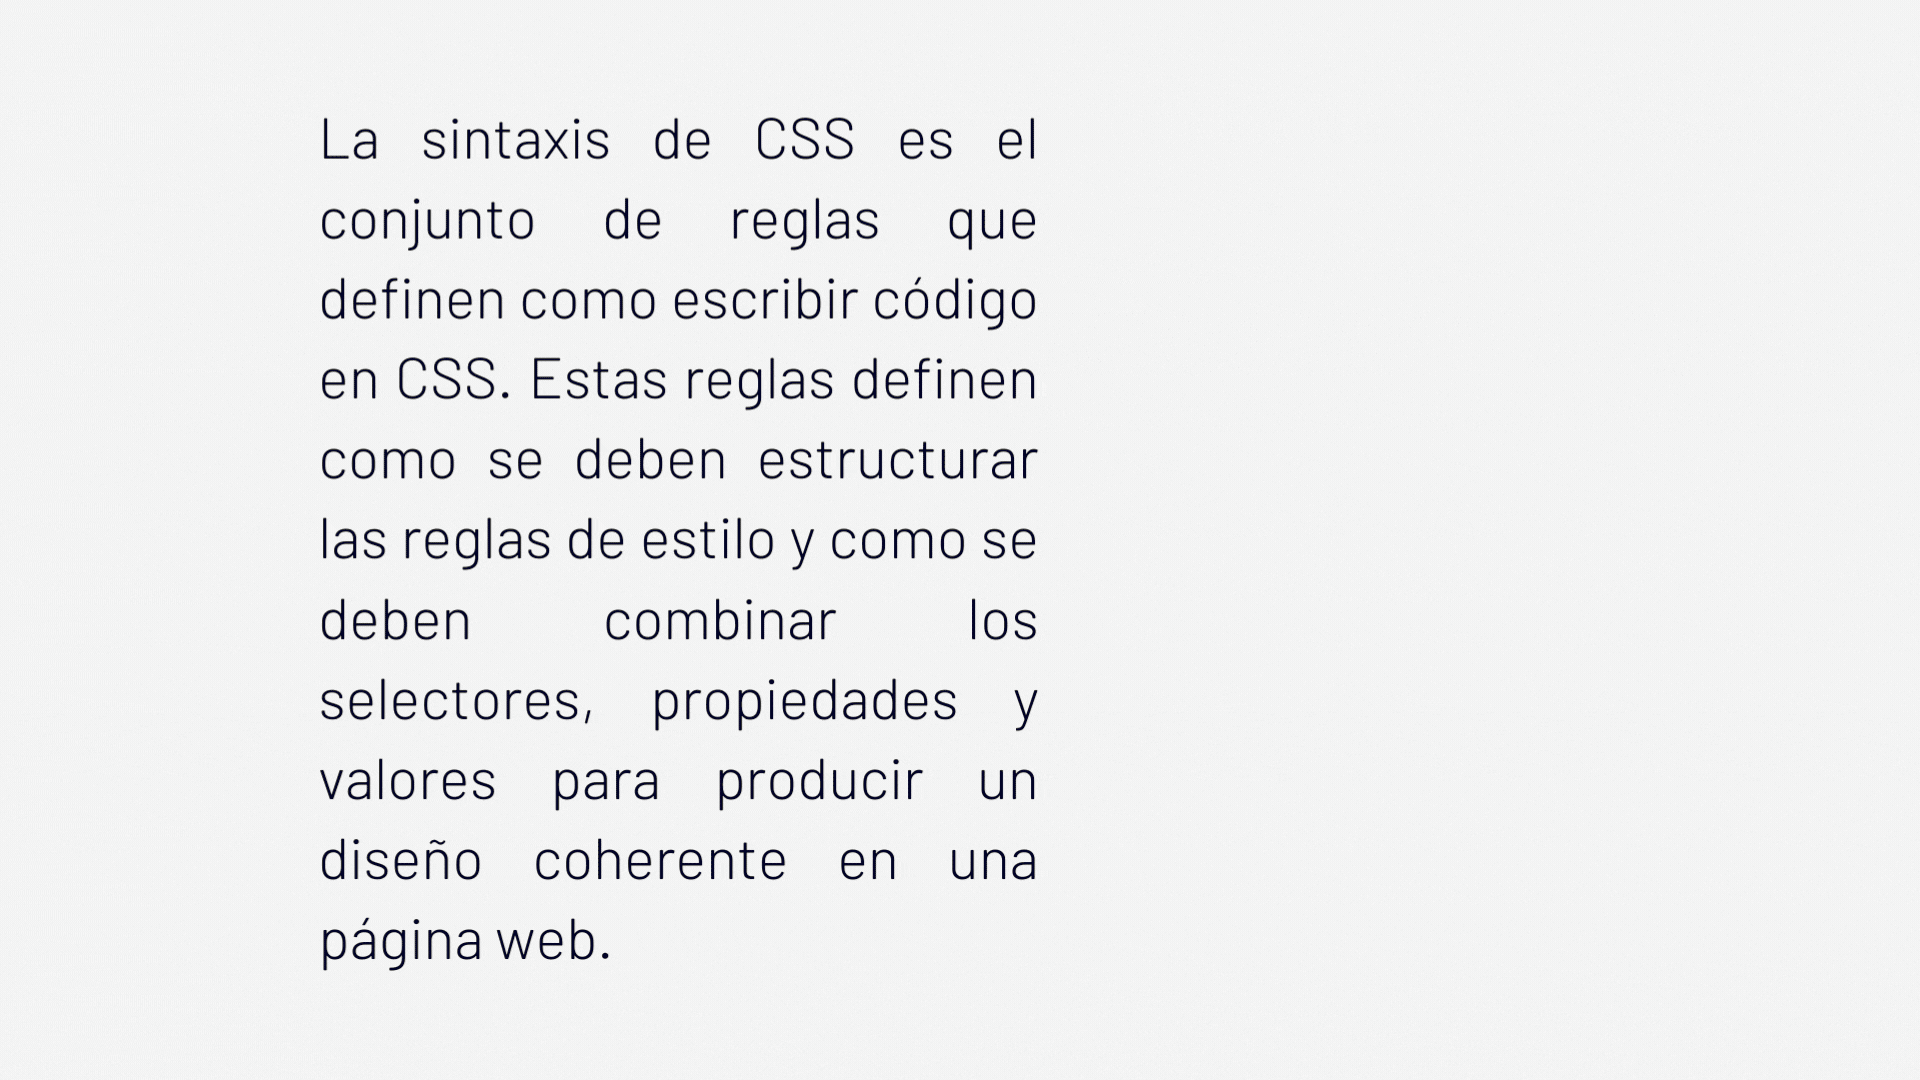 La sintaxis de CSS es el
conjunto de reglas que
definen como escribir código
en CSS. Estas reglas definen
como se deben estructurar
las reglas de estilo y como se
deben combinar los
selectores, propiedades y
valores para producir un
diseño coherente en una
página web.